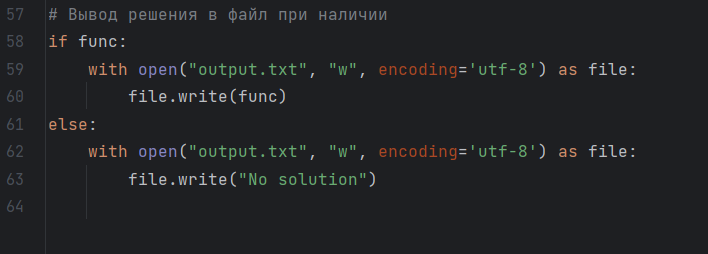 57 # Вывод решения в файл при наличии
58 if func:
59     with open("output.txt", "w", encoding='utf-8') as file:
60         file.write(func)
61 else:
62     with open("output.txt", "w", encoding='utf-8') as file:
63         file.write("No solution")
64